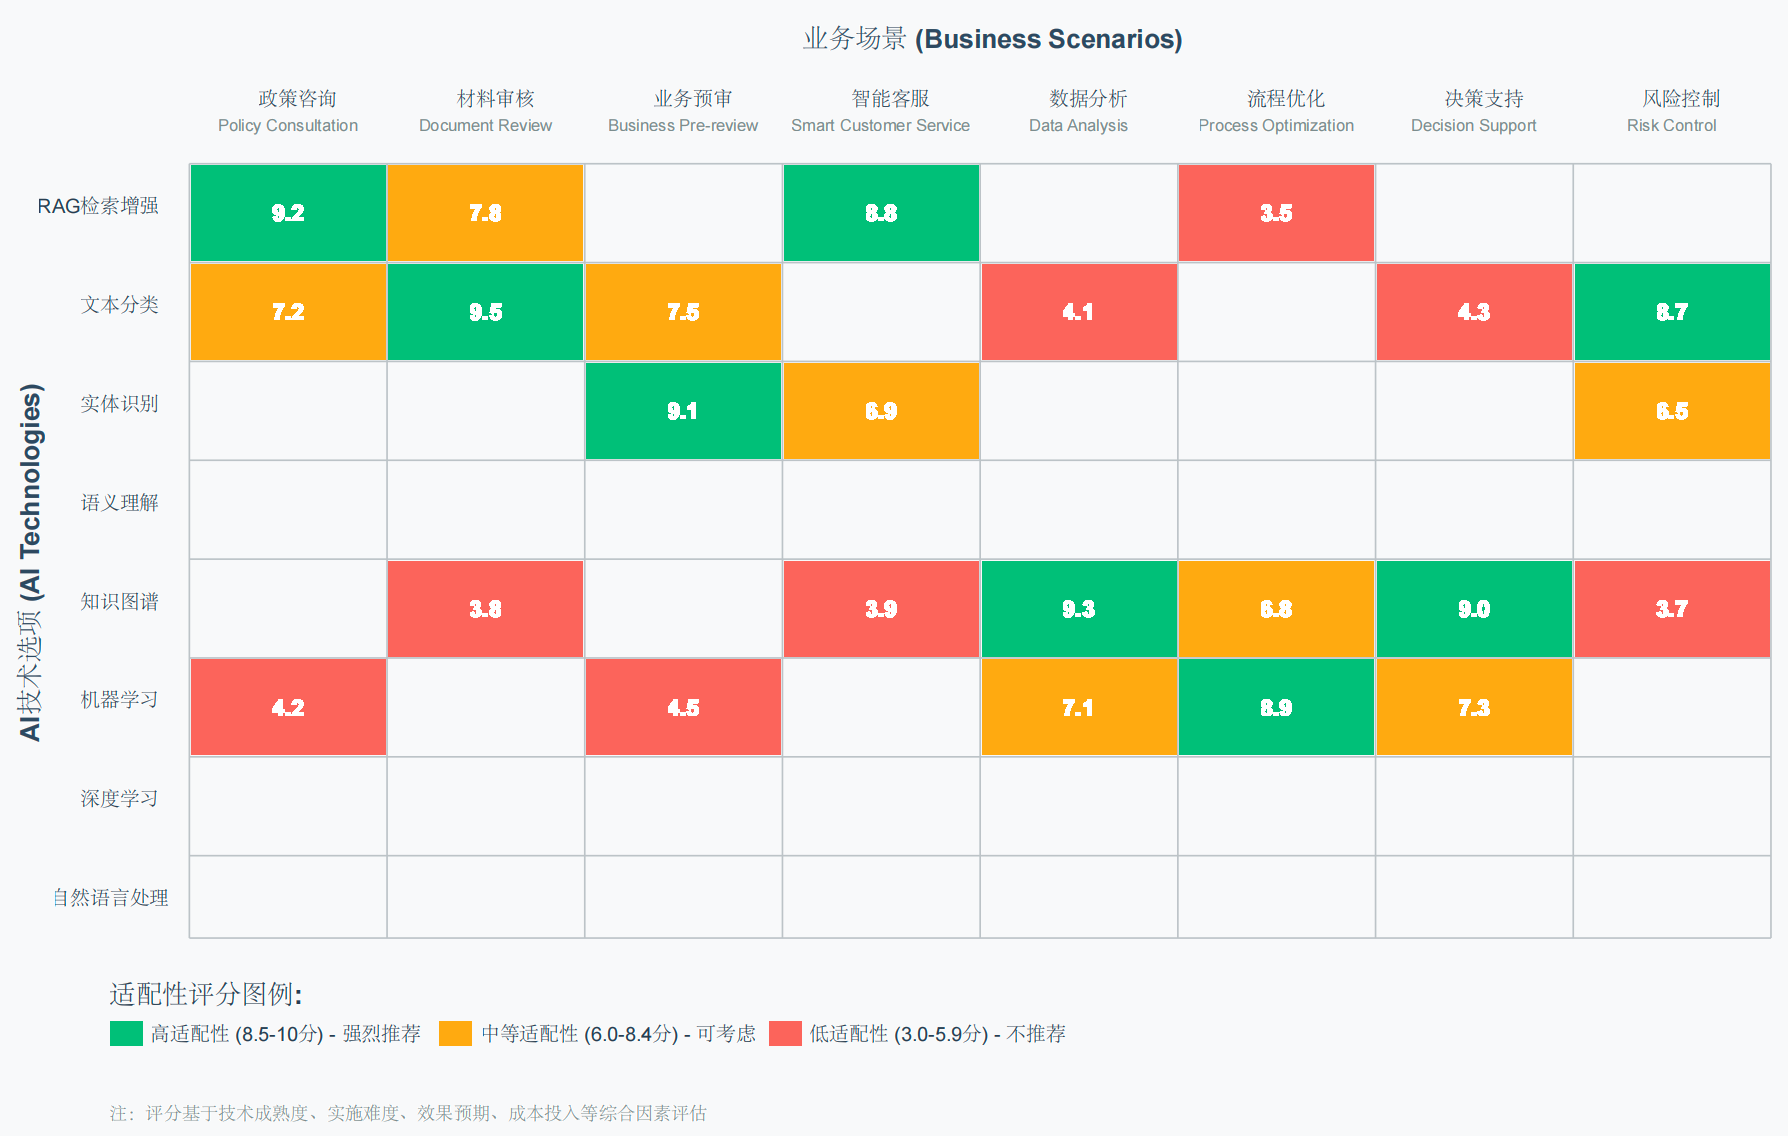 业务场景 (Business Scenarios)
政策咨询 材料审核 业务预审 智能客服 数据分析 流程优化 决策支持 风险控制
Policy Consultation Document Review Business Pre-review Smart Customer Service Data Analysis Process Optimization Decision Support Risk Control
AI技术选项 (AI Technologies)
RAG检索增强 9.2 7.8 8.8 3.5
文本分类 7.2 9.5 7.5 4.1 4.3 8.7
实体识别 9.1 6.9 6.5
语义理解
知识图谱 3.8 3.9 9.3 6.8 9.0 3.7
机器学习 4.2 4.5 7.1 8.9 7.3
深度学习
自然语言处理
适配性评分图例:
高适配性 (8.5-10分) - 强烈推荐 中等适配性 (6.0-8.4分) - 可考虑 低适配性 (3.0-5.9分) - 不推荐
注：评分基于技术成熟度、实施难度、效果预期、成本投入等综合因素评估